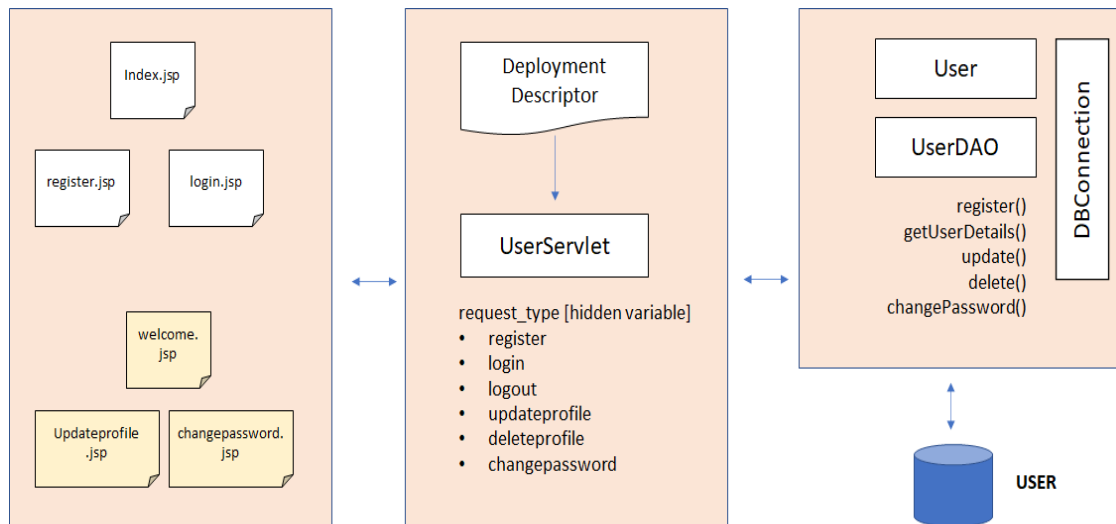 Index.jsp
register.jsp
login.jsp
welcome.
jsp
Updateprofile
.jsp
changepassword.
jsp
Deployment
Descriptor
UserServlet
request_type [hidden variable]
• register
• login
• logout
• updateprofile
• deleteprofile
• changepassword
User
UserDAO
register()
getUserDetails()
update()
delete()
changePassword()
DBConnection
USER